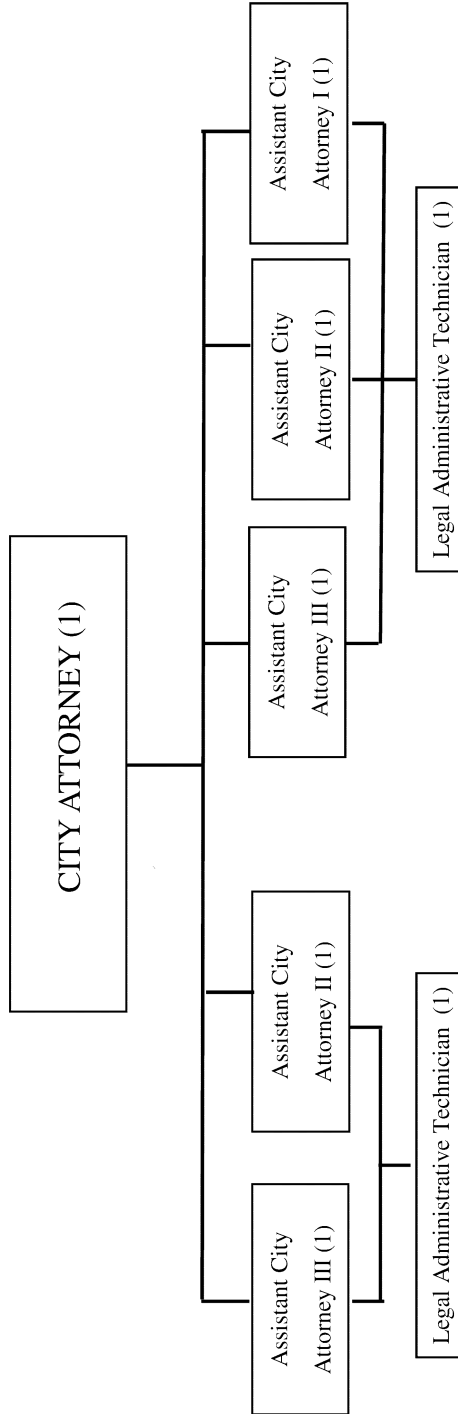 CITY ATTORNEY (1)
Assistant City
Attorney III (1)
Assistant City
Attorney II (1)
Assistant City
Attorney III (1)
Assistant City
Attorney II (1)
Assistant City
Attorney I (1)
Legal Administrative Technician (1)
Legal Administrative Technician (1)